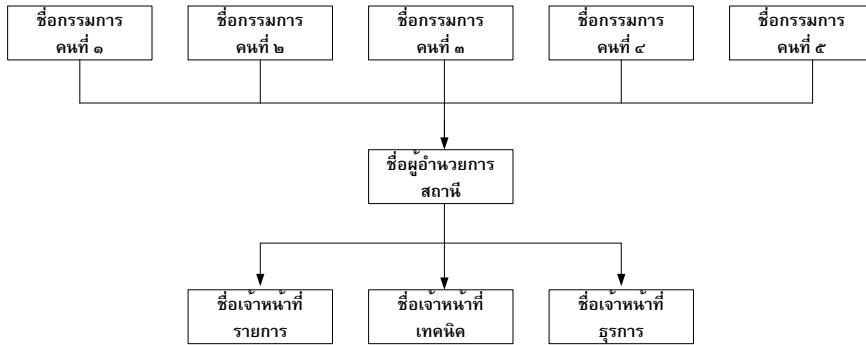 ชื่อกรรมการ
คนที่ ๑
ชื่อกรรมการ
คนที่ ๒
ชื่อกรรมการ
คนที่ ๓
ชื่อกรรมการ
คนที่ ๔
ชื่อกรรมการ
คนที่ ๕
ชื่อผู้อำนวยการ
สถานี
ชื่อเจ้าหน้าที่
รายการ
ชื่อเจ้าหน้าที่
เทคนิค
ชื่อเจ้าหน้าที่
ธุรการ